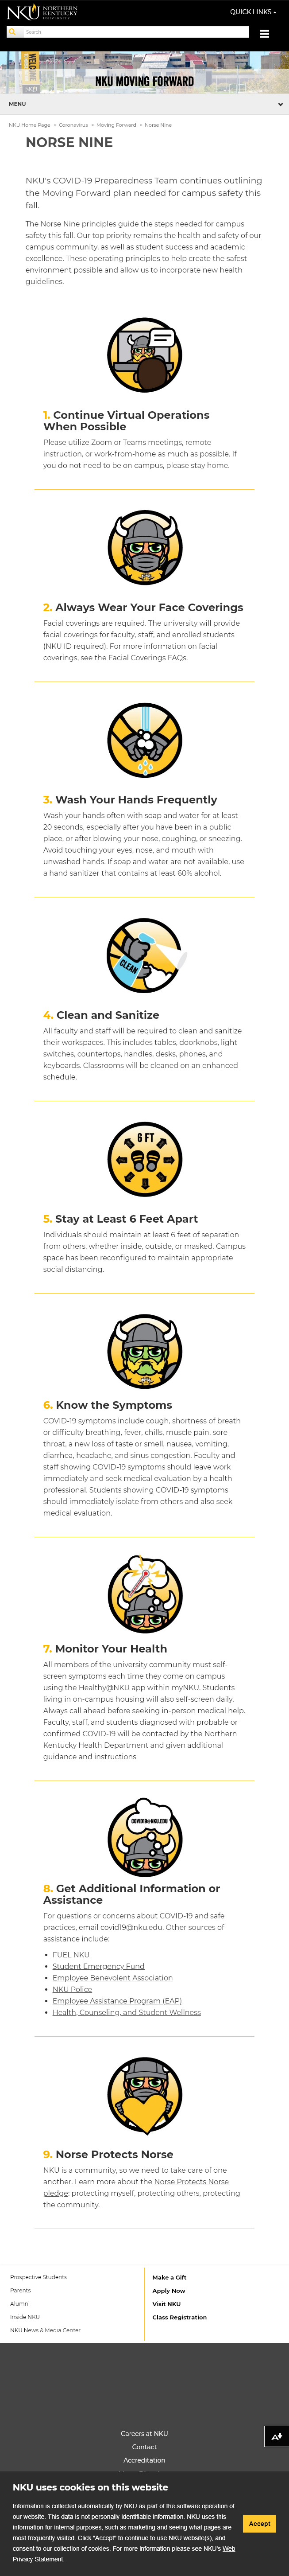 NKU NORTHERN
KENTUCKY
UNIVERSITY
QUICK LINKS
Search
WELCOME
NKU
NKU MOVING FORWARD
MENU
NKU Home Page > Coronavirus > Moving Forward > Norse Nine
NORSE NINE
NKU's COVID-19 Preparedness Team continues outlining
the Moving Forward plan needed for campus safety this
fall.
The Norse Nine principles guide the steps needed for campus
safety this fall. Our top priority remains the health and safety of our
campus community, as well as student success and academic
excellence. These operating principles to help create the safest
environment possible and allow us to incorporate new health
guidelines.
1. Continue Virtual Operations
When Possible
Please utilize Zoom or Teams meetings, remote
instruction, or work-from-home as much as possible. If
you do not need to be on campus, please stay home.
2. Always Wear Your Face Coverings
Facial coverings are required. The university will provide
facial coverings for faculty, staff, and enrolled students
(NKU ID required). For more information on facial
coverings, see the Facial Coverings FAQs.
3. Wash Your Hands Frequently
Wash your hands often with soap and water for at least
20 seconds, especially after you have been in a public
place, or after blowing your nose, coughing, or sneezing.
Avoid touching your eyes, nose, and mouth with
unwashed hands. If soap and water are not available, use
a hand sanitizer that contains at least 60% alcohol.
CLEAN
4. Clean and Sanitize
All faculty and staff will be required to clean and sanitize
their workspaces. This includes tables, doorknobs, light
switches, countertops, handles, desks, phones, and
keyboards. Classrooms will be cleaned on an enhanced
schedule.
6 FT
5. Stay at Least 6 Feet Apart
Individuals should maintain at least 6 feet of separation
from others, whether inside, outside, or masked. Campus
space has been reconfigured to maintain appropriate
social distancing.
6. Know the Symptoms
COVID-19 symptoms include cough, shortness of breath
or difficulty breathing, fever, chills, muscle pain, sore
throat, a new loss of taste or smell, nausea, vomiting,
diarrhea, headache, and sinus congestion. Faculty and
staff showing COVID-19 symptoms should leave work
immediately and seek medical evaluation by a health
professional. Students showing COVID-19 symptoms
should immediately isolate from others and also seek
medical evaluation.
7. Monitor Your Health
All members of the university community must self-
screen symptoms each time they come on campus
using the Healthy@NKU app within myNKU. Students
living in on-campus housing will also self-screen daily.
Always call ahead before seeking in-person medical help.
Faculty, staff, and students diagnosed with probable or
confirmed COVID-19 will be contacted by the Northern
Kentucky Health Department and given additional
guidance and instructions
COVID19@NKU.EDU
8. Get Additional Information or
Assistance
For questions or concerns about COVID-19 and safe
practices, email covid19@nku.edu. Other sources of
assistance include:
• FUEL NKU
• Student Emergency Fund
• Employee Benevolent Association
• NKU Police
• Employee Assistance Program (EAP)
• Health, Counseling, and Student Wellness
9. Norse Protects Norse
NKU is a community, so we need to take care of one
another. Learn more about the Norse Protects Norse
pledge: protecting myself, protecting others, protecting
the community.
Prospective Students
Parents
Alumni
Inside NKU
NKU News & Media Center
Make a Gift
Apply Now
Visit NKU
Class Registration
Careers at NKU
Contact
Accreditation
NKU uses cookies on this website
Information is collected automatically by NKU as part of the software operation of
our website. This data is not personally identifiable information. NKU uses this
information for internal purposes, such as marketing and seeing what pages are
most frequently visited. Click "Accept" to continue to use NKU website(s), and
consent to our collection of cookies. For more information please see NKU's Web
Privacy Statement.
Accept